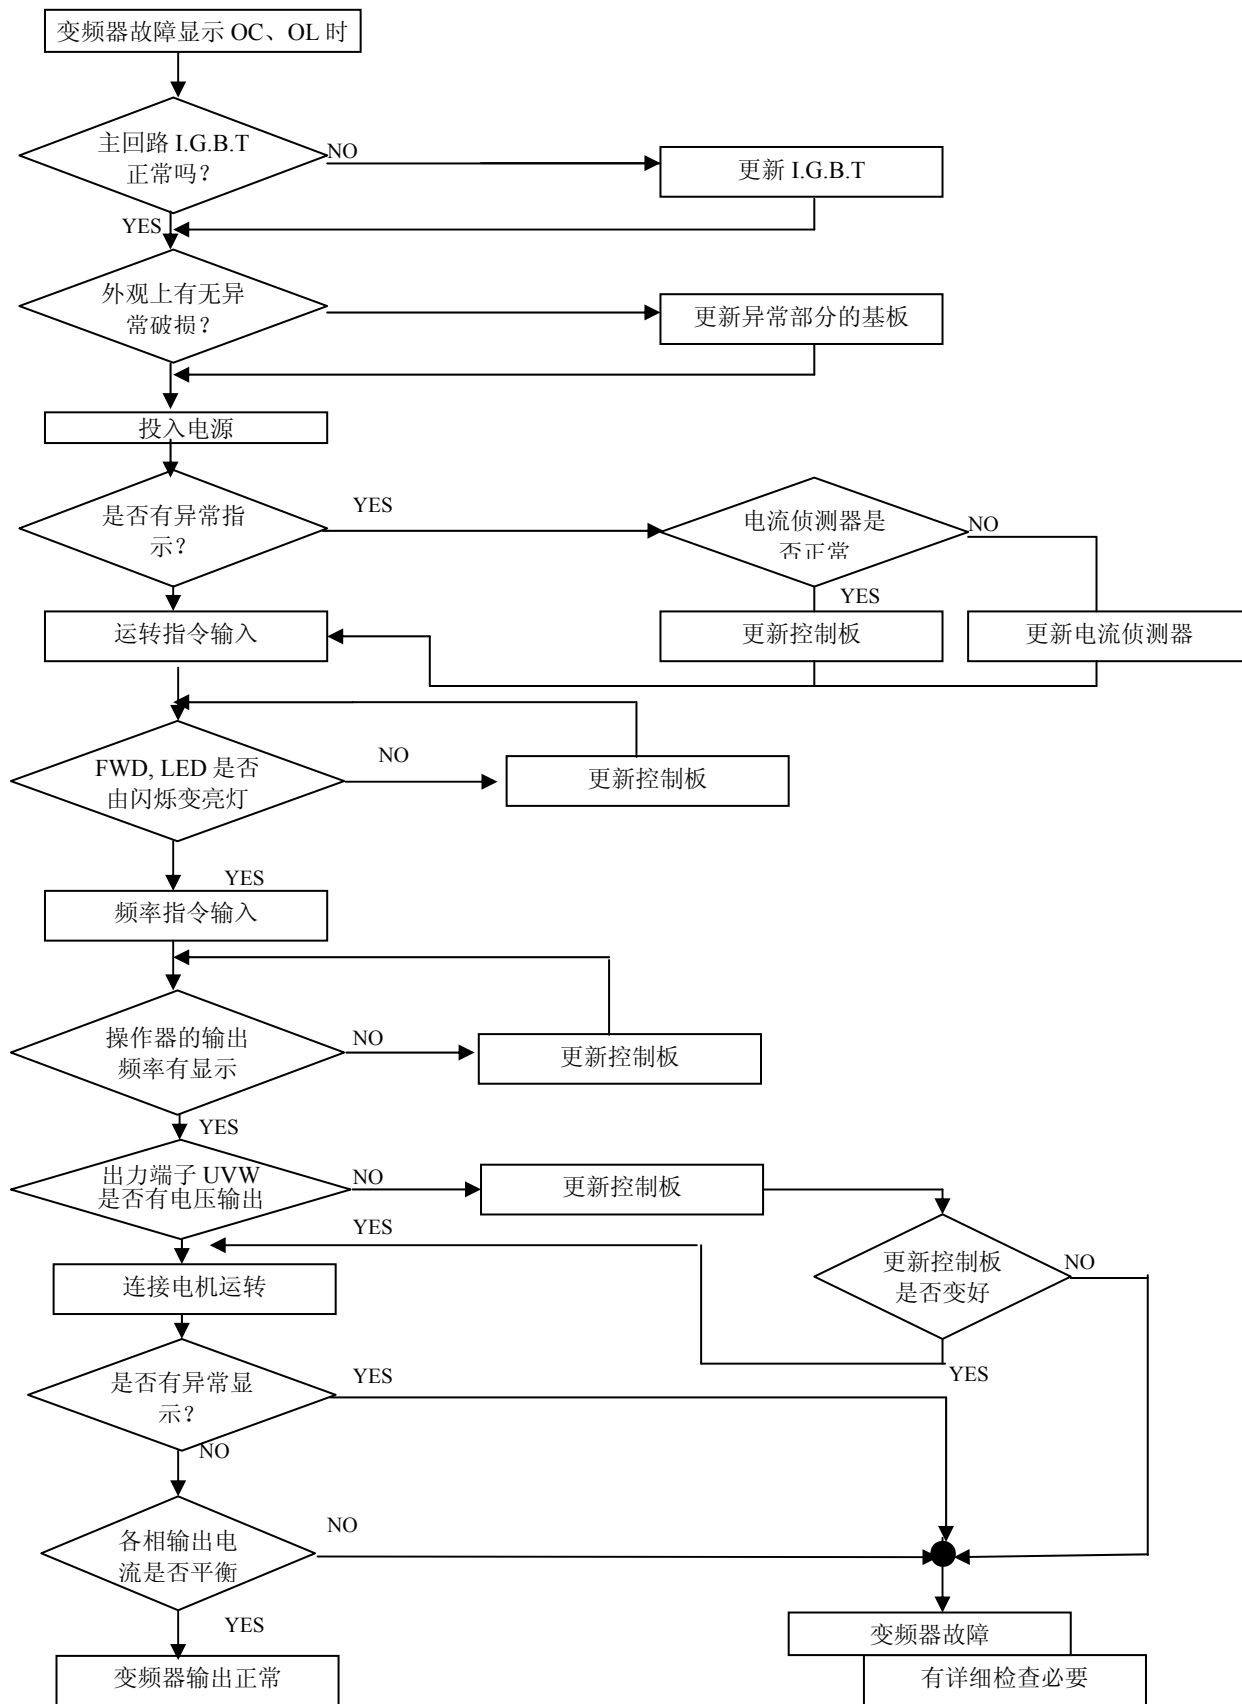 变频器故障显示 OC、OL 时
主回路 I.G.B.T
正常吗？
NO
更新 I.G.B.T
YES
外观上有无异
常破损？
更新异常部分的基板
投入电源
是否有异常指
示？
YES
电流侦测器是
否正常
NO
YES
运转指令输入
更新控制板
更新电流侦测器
FWD, LED 是否
由闪烁变亮灯
NO
更新控制板
YES
频率指令输入
操作器的输出
频率有显示
NO
更新控制板
YES
出力端子 UVW
是否有电压输出
NO
更新控制板
YES
更新控制板
是否变好
NO
连接电机运转
YES
是否有异常显
示？
YES
NO
各相输出电
流是否平衡
NO
YES
变频器故障
变频器输出正常
有详细检查必要